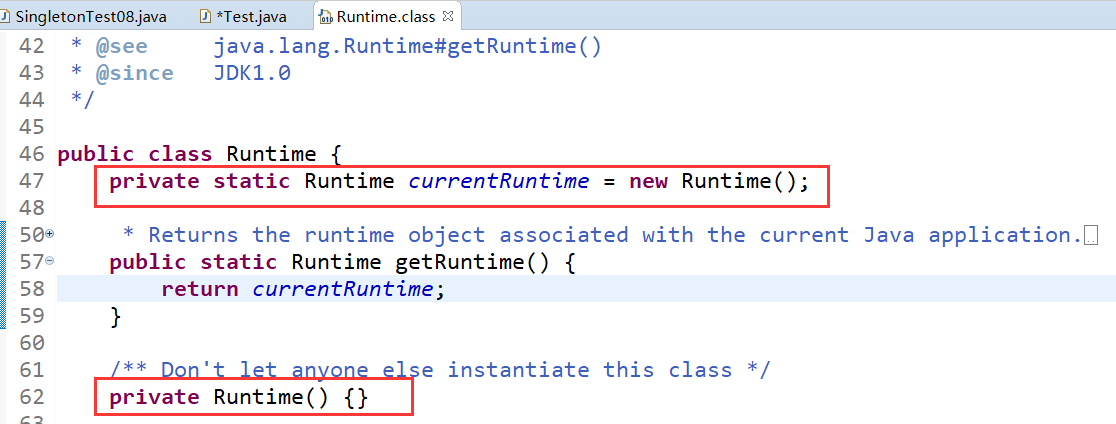 SingletonTest08.java *Test.java Runtime.class
42 * @see java.lang.Runtime#getRuntime()
43 * @since JDK1.0
44 */
45
46 public class Runtime {
47 private static Runtime currentRuntime = new Runtime();
48
50 * Returns the runtime object associated with the current Java application.
57 public static Runtime getRuntime() {
58 return currentRuntime;
59 }
60
61 /** Don't let anyone else instantiate this class */
62 private Runtime() {}
63